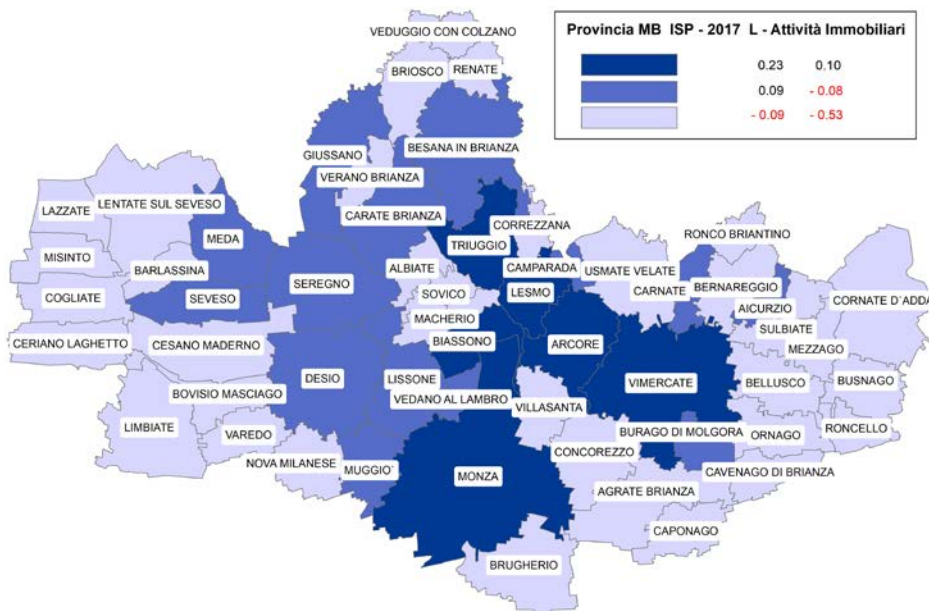 Provincia MB ISP - 2017 L - Attività Immobiliari
0.23 0.10
0.09 - 0.08
- 0.09 - 0.53
VEDUGGIO CON COLZANO
BRIOSCO
RENATE
GIUSSANO
BESANA IN BRIANZA
VERANO BRIANZA
LAZZATE
LENTATE SUL SEVESO
CARATE BRIANZA
CORREZZANA
MEDA
TRIUGGIO
RONCO BRIANTINO
MISINTO
BARLASSINA
ALBIATE
CAMPARADA
USMATE VELATE
SEREGNO
CARNATE
BERNAREGGIO
COGLIATE
SEVESO
SOVICO
LESMO
AICURZIO
CORNATE D`ADDA
MACHERIO
SULBIATE
CERIANO LAGHETTO
CESANO MADERNO
BIASSONO
ARCORE
MEZZAGO
DESIO
LISSONE
VIMERCATE
BELLUSCO
BUSNAGO
BOVISIO MASCIAGO
VEDANO AL LAMBRO
VILLASANTA
LIMBIATE
VAREDO
BURAGO DI MOLGORA
ORNAGO
RONCELLO
NOVA MILANESE
MUGGIO`
MONZA
CONCOREZZO
CAVENAGO DI BRIANZA
AGRATE BRIANZA
CAPONAGO
BRUGHERIO